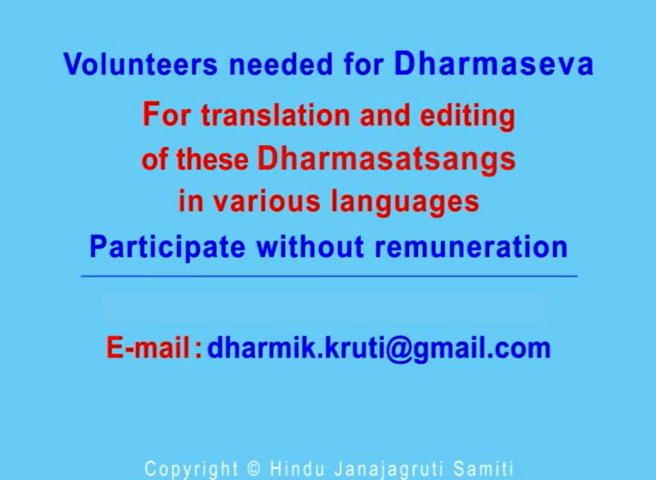 Volunteers needed for Dharmaseva
For translation and editing
of these Dharmasatsangs
in various languages
Participate without remuneration
E-mail : dharmik.kruti@gmail.com
Copyright © Hindu Janajagruti Samiti